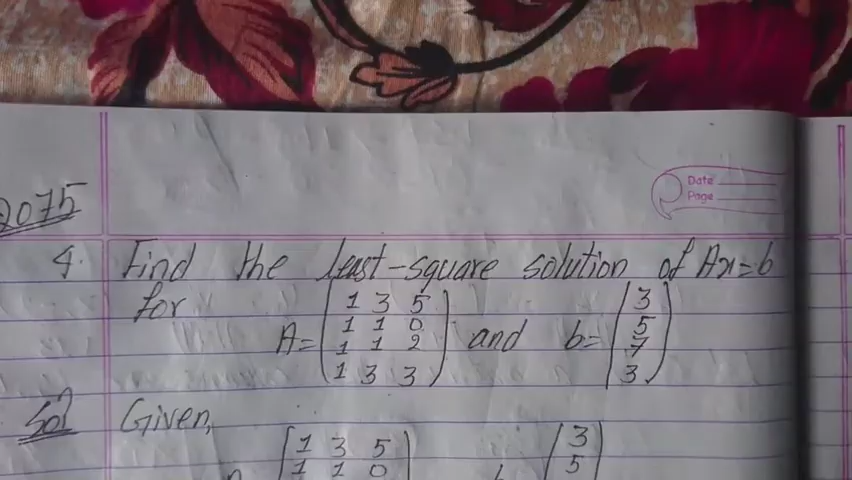 Date
Page
2075
4. Find the least-square solution of Ax=b
for
A= (1 3 5
1 1 0
1 1 2
1 3 3) and b= (3
5
7
3)
Sol Given,
1 3 5
1 1 0
3
5